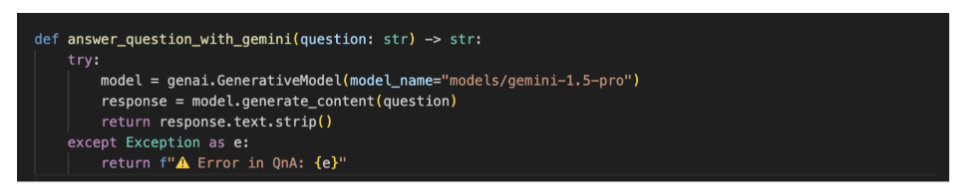 def answer_question_with_gemini(question: str) -> str:
    try:
        model = genai.GenerativeModel(model_name="models/gemini-1.5-pro")
        response = model.generate_content(question)
        return response.text.strip()
    except Exception as e:
        return f"⚠️ Error in QnA: {e}"